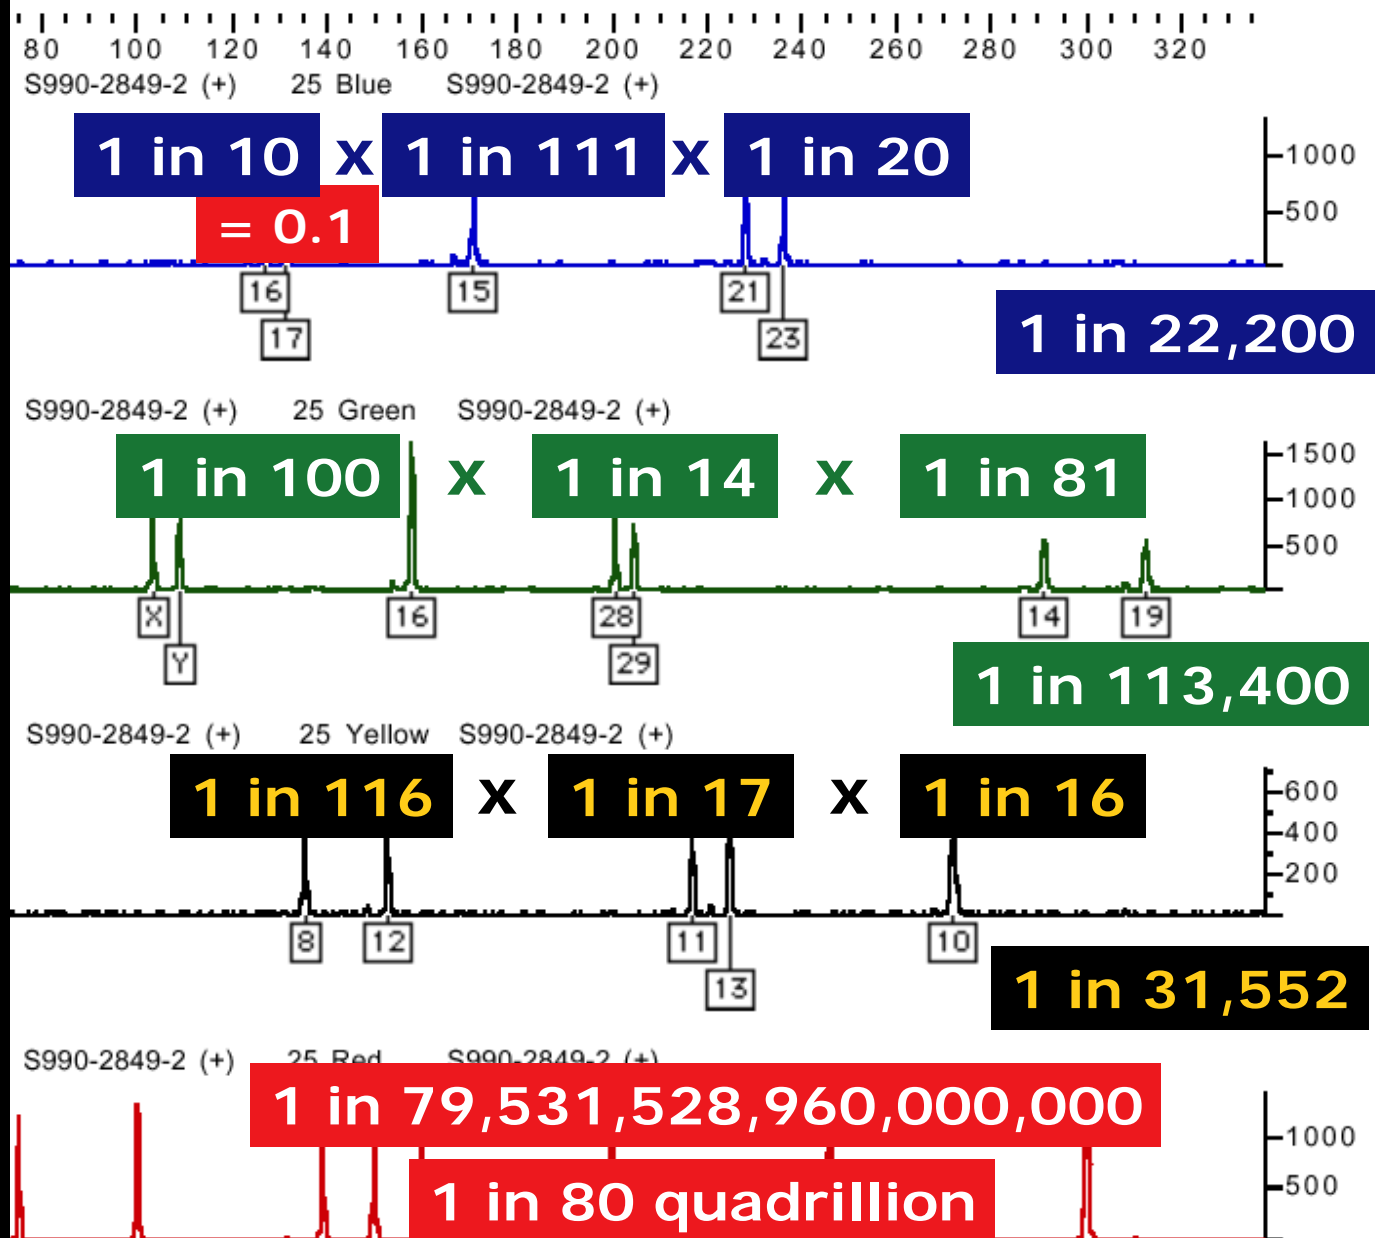 80 100 120 140 160 180 200 220 240 260 280 300 320
S990-2849-2 (+) 25 Blue S990-2849-2 (+)
1 in 10 x 1 in 111 x 1 in 20
1000
= 0.1
500
16 15 21
17 23
1 in 22,200
S990-2849-2 (+) 25 Green S990-2849-2 (+)
1 in 100 x 1 in 14 x 1 in 81
1500
1000
500
X 16 28 14 19
Y 29
1 in 113,400
S990-2849-2 (+) 25 Yellow S990-2849-2 (+)
1 in 116 x 1 in 17 x 1 in 16
600
400
200
8 12 11 10
13
1 in 31,552
S990-2849-2 (+) 25 Red S990-2849-2 (+)
1 in 79,531,528,960,000,000
1000
1 in 80 quadrillion
500